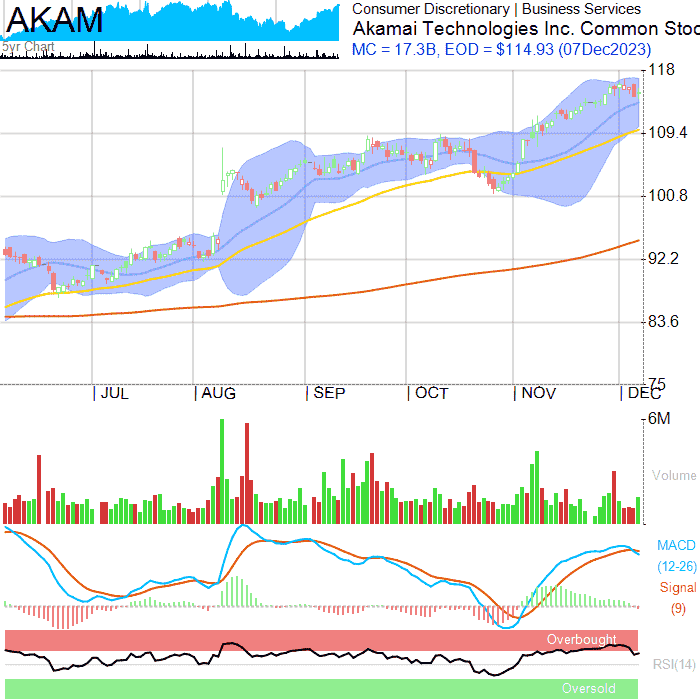 AKAM
5yr Chart
Consumer Discretionary | Business Services
Akamai Technologies Inc. Common Stoc
MC = 17.3B, EOD = $114.93 (07Dec2023)
118
109.4
100.8
92.2
83.6
75
JUL AUG SEP OCT NOV DEC
6M
Volume
MACD
(12-26)
Signal
(9)
Overbought
RSI(14)
Oversold